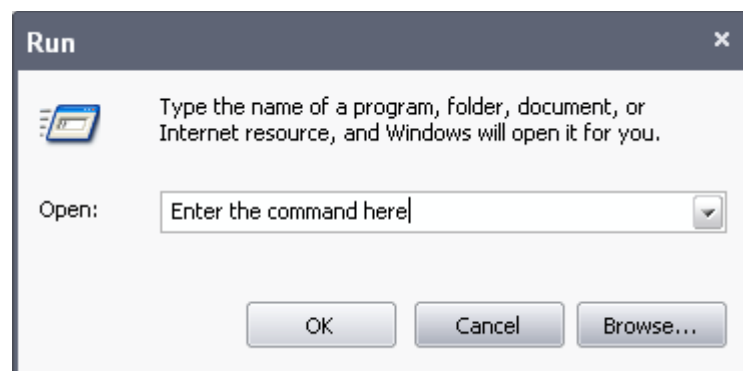 Run
Type the name of a program, folder, document, or
Internet resource, and Windows will open it for you.
Open: Enter the command here
OK Cancel Browse...